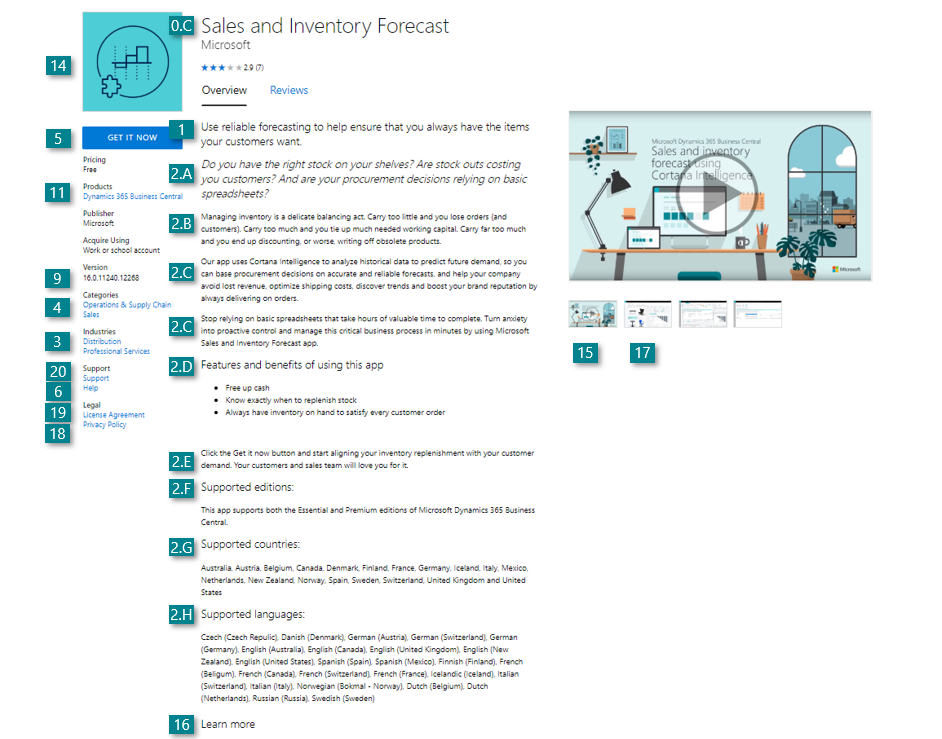 0.C
Sales and Inventory Forecast
Microsoft
14
2.9 (7)
Overview
Reviews
5
GET IT NOW
Pricing
Free
11
Products
Dynamics 365 Business Central
Publisher
Microsoft
Acquire Using
Work or school account
9
Version
16.0.11240.12268
4
Categories
Operations & Supply Chain
Sales
3
Industries
Distribution
Professional Services
20
Support
Support
6
Help
19
Legal
License Agreement
18
Privacy Policy
1
Use reliable forecasting to help ensure that you always have the items
your customers want.
2.A
Do you have the right stock on your shelves? Are stock outs costing
you customers? And are your procurement decisions relying on basic
spreadsheets?
2.B
Managing inventory is a delicate balancing act. Carry too little and you lose orders (and
customers). Carry too much and you tie up much needed working capital. Carry far too much
and you end up discounting, or worse, writing off obsolete products.
2.C
Our app uses Cortana Intelligence to analyze historical data to predict future demand, so you
can base procurement decisions on accurate and reliable forecasts, and help your company
avoid lost revenue, optimize shipping costs, discover trends and boost your brand reputation by
always delivering on orders.
2.C
Stop relying on basic spreadsheets that take hours of valuable time to complete. Turn anxiety
into proactive control and manage this critical business process in minutes by using Microsoft
Sales and Inventory Forecast app.
2.D
Features and benefits of using this app
Free up cash
Know exactly when to replenish stock
Always have inventory on hand to satisfy every customer order
2.E
Click the Get it now button and start aligning your inventory replenishment with your customer
demand. Your customers and sales team will love you for it.
2.F
Supported editions:
This app supports both the Essential and Premium editions of Microsoft Dynamics 365 Business
Central.
2.G
Supported countries:
Australia, Austria, Belgium, Canada, Denmark, Finland, France, Germany, Iceland, Italy, Mexico,
Netherlands, New Zealand, Norway, Spain, Sweden, Switzerland, United Kingdom and United
States
2.H
Supported languages:
Czech (Czech Repulic), Danish (Denmark), German (Austria), German (Switzerland), German
(Germany), English (Australia), English (Canada), English (United Kingdom), English (New
Zealand), English (United States), Spanish (Spain), Spanish (Mexico), Finnish (Finland), French
(Beligum), French (Canada), French (Switzerland), French (France), Icelandic (Iceland), Italian
(Switzerland), Italian (Italy), Norwegian (Bokmal - Norway), Dutch (Belgium), Dutch
(Netherlands), Russian (Russia), Swedish (Sweden)
16
Learn more
Microsoft Dynamics 365 Business Central
Sales and inventory
forecast using
Cortana Intelligence
Microsoft
15
17